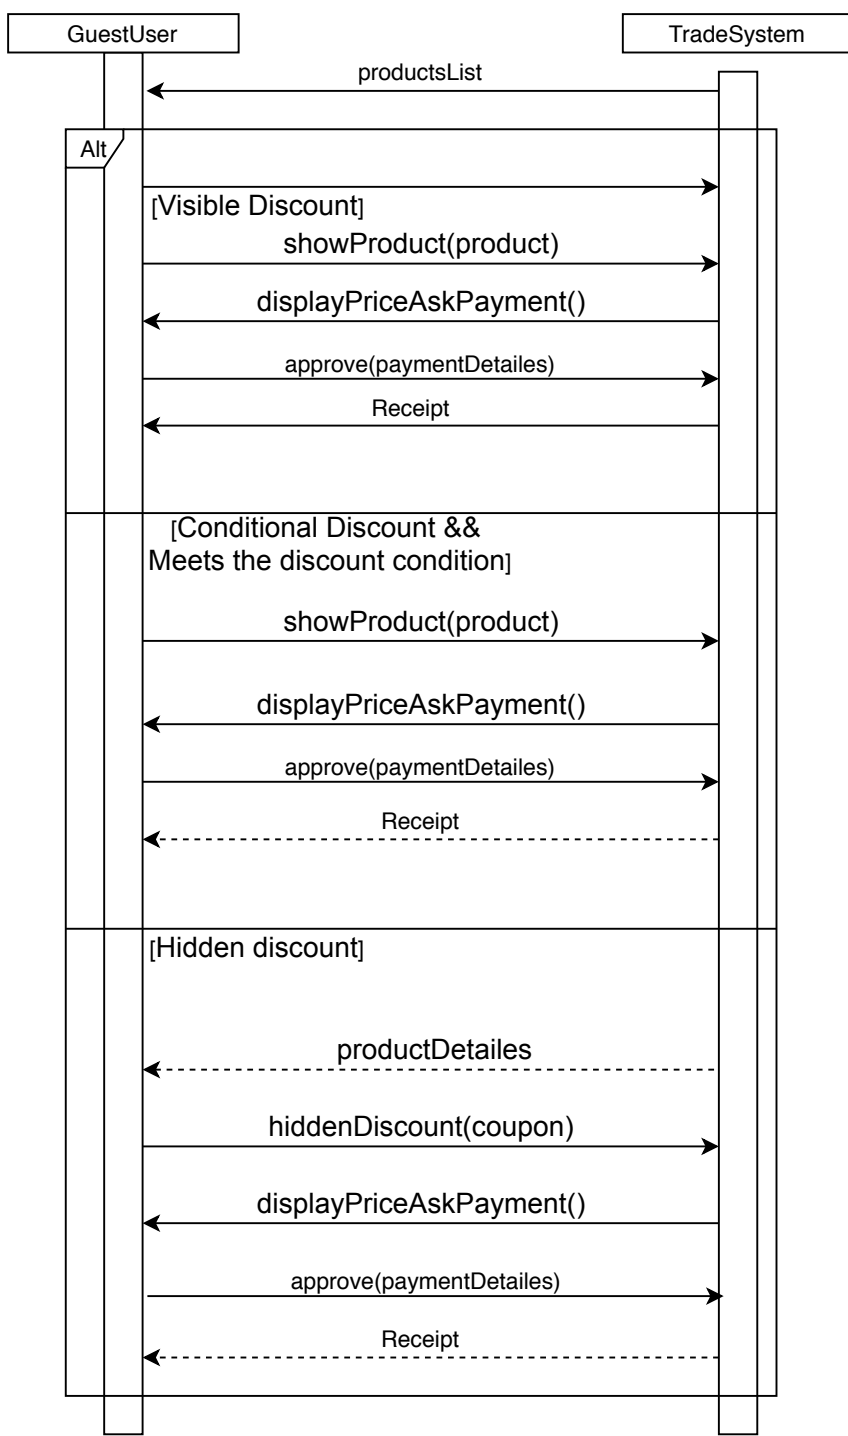 GuestUser
TradeSystem
productsList
Alt
[Visible Discount]
showProduct(product)
displayPriceAskPayment()
approve(paymentDetailes)
Receipt
[Conditional Discount &&
Meets the discount condition]
showProduct(product)
displayPriceAskPayment()
approve(paymentDetailes)
Receipt
[Hidden discount]
productDetailes
hiddenDiscount(coupon)
displayPriceAskPayment()
approve(paymentDetailes)
Receipt